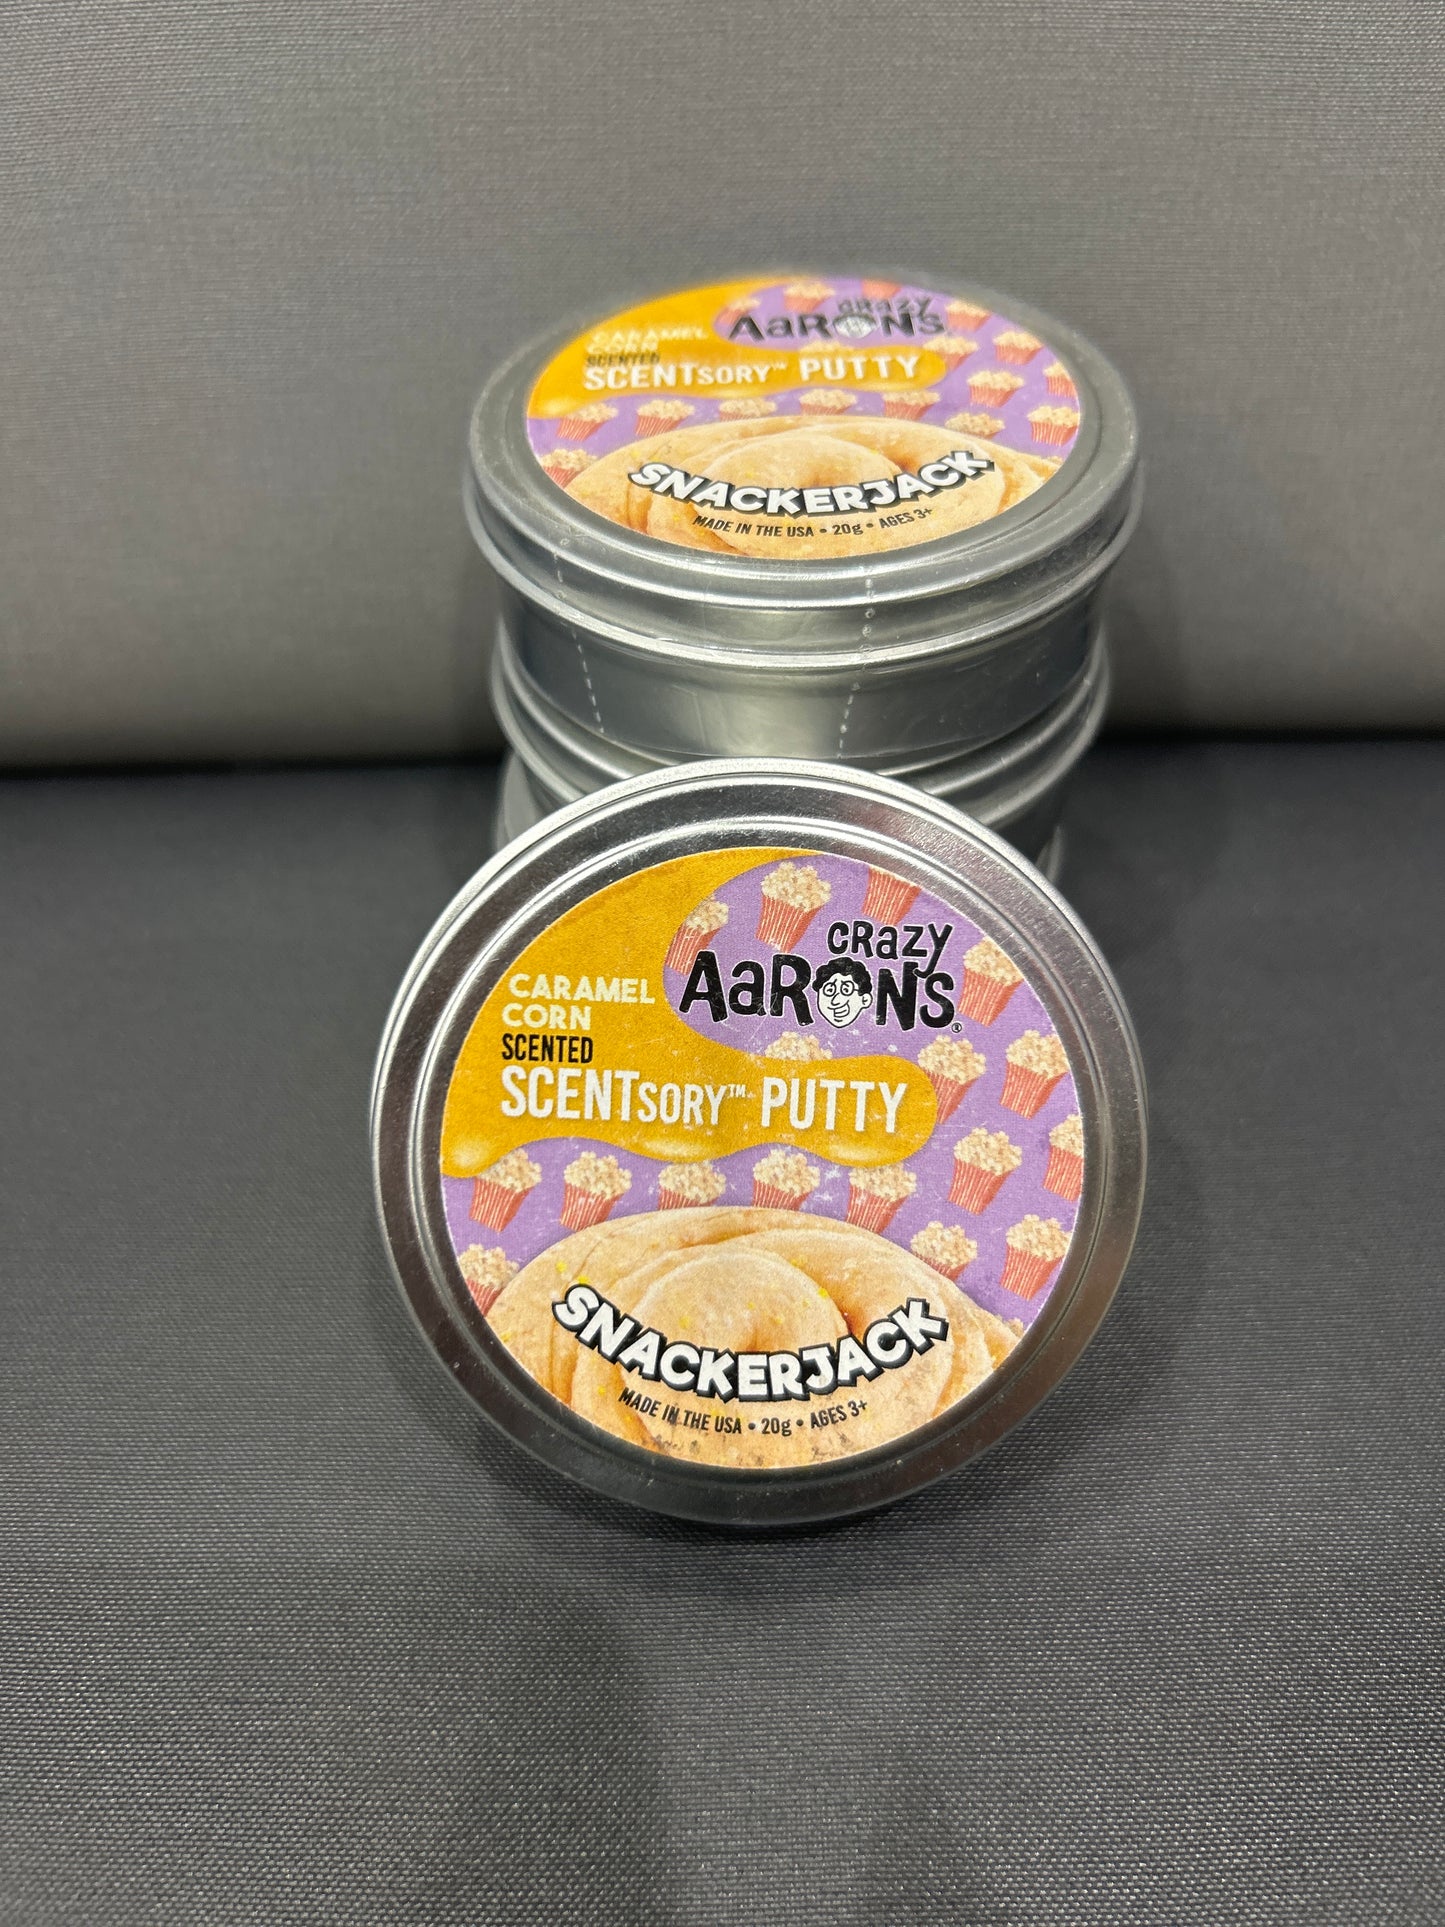 CRAZY
AARONS
CARAMEL
CORN
SCENTED
SCENTSORY™ PUTTY
SNACKERJACK
MADE IN THE USA • 20g • AGES 3+
CRAZY
AARONS®
CARAMEL
CORN
SCENTED
SCENTSORY™ PUTTY
SNACKERJACK
MADE IN THE USA • 20g • AGES 3+